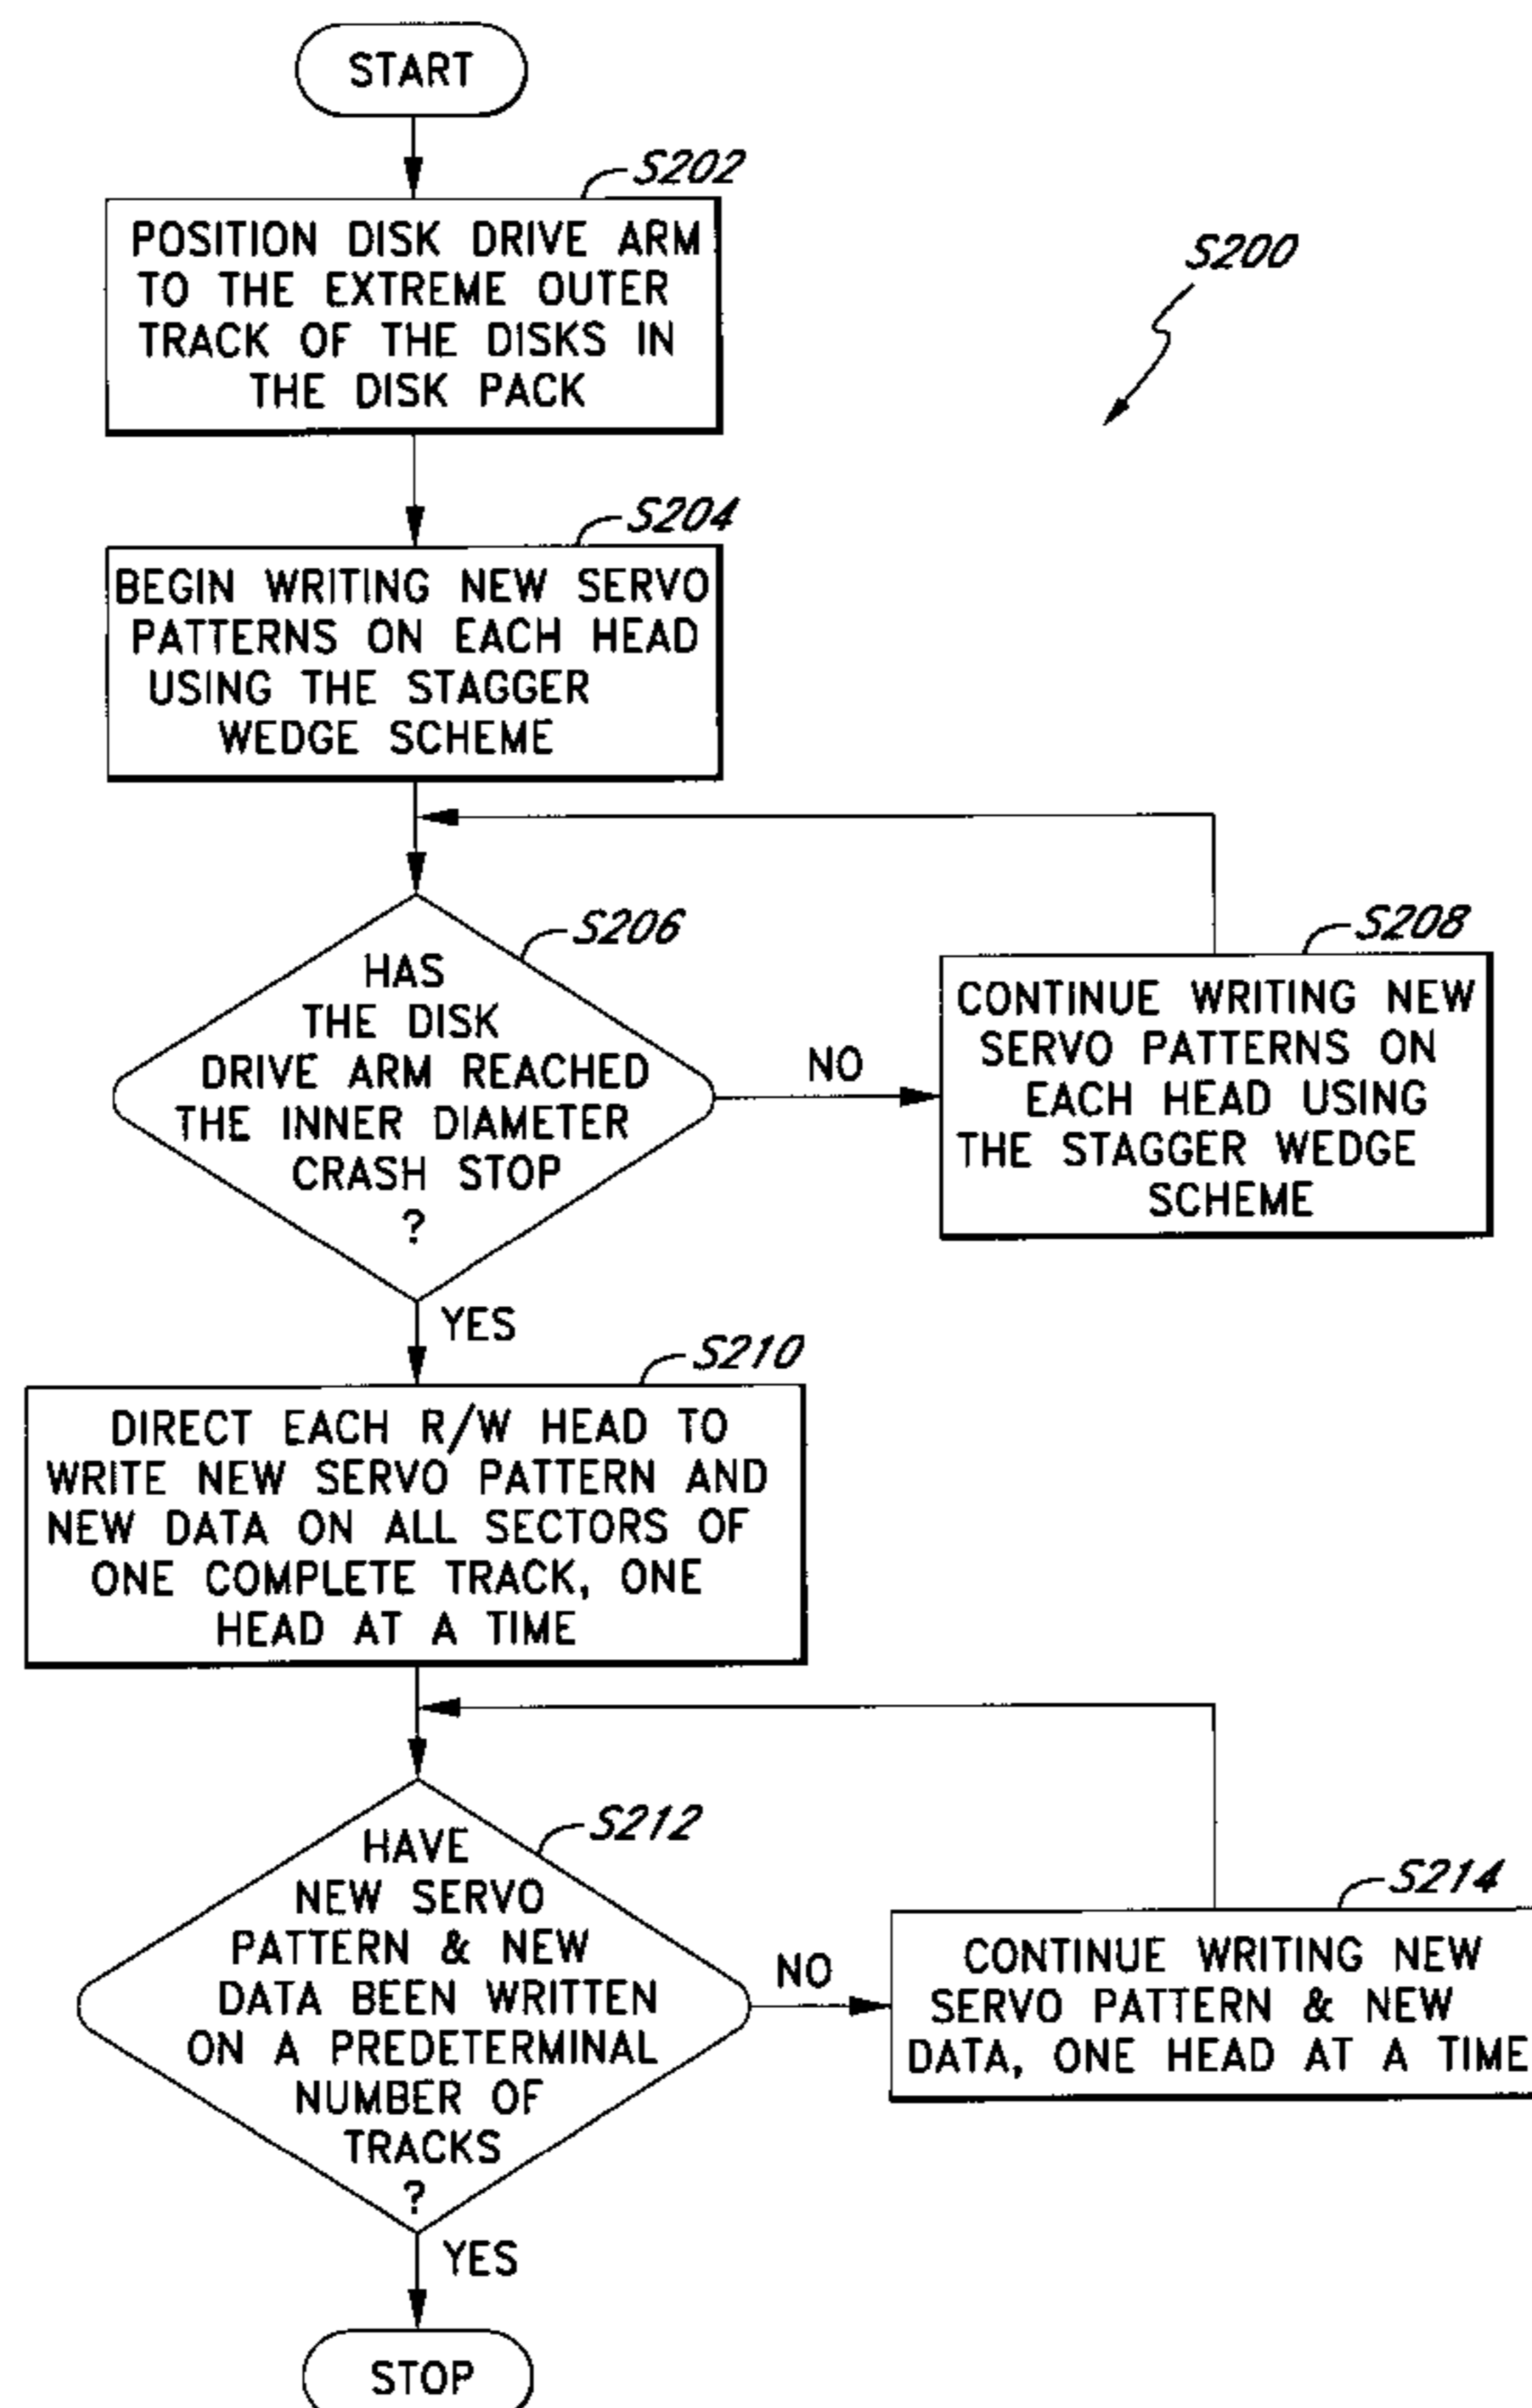 START
S202
POSITION DISK DRIVE ARM
TO THE EXTREME OUTER
TRACK OF THE DISKS IN
THE DISK PACK
S200
S204
BEGIN WRITING NEW SERVO
PATTERNS ON EACH HEAD
USING THE STAGGER
WEDGE SCHEME
S206
HAS
THE DISK
DRIVE ARM REACHED
THE INNER DIAMETER
CRASH STOP
?
NO
S208
CONTINUE WRITING NEW
SERVO PATTERNS ON
EACH HEAD USING
THE STAGGER WEDGE
SCHEME
YES
S210
DIRECT EACH R/W HEAD TO
WRITE NEW SERVO PATTERN AND
NEW DATA ON ALL SECTORS OF
ONE COMPLETE TRACK, ONE
HEAD AT A TIME
S212
HAVE
NEW SERVO
PATTERN & NEW
DATA BEEN WRITTEN
ON A PREDETERMINAL
NUMBER OF
TRACKS
?
NO
S214
CONTINUE WRITING NEW
SERVO PATTERN & NEW
DATA, ONE HEAD AT A TIME
YES
STOP